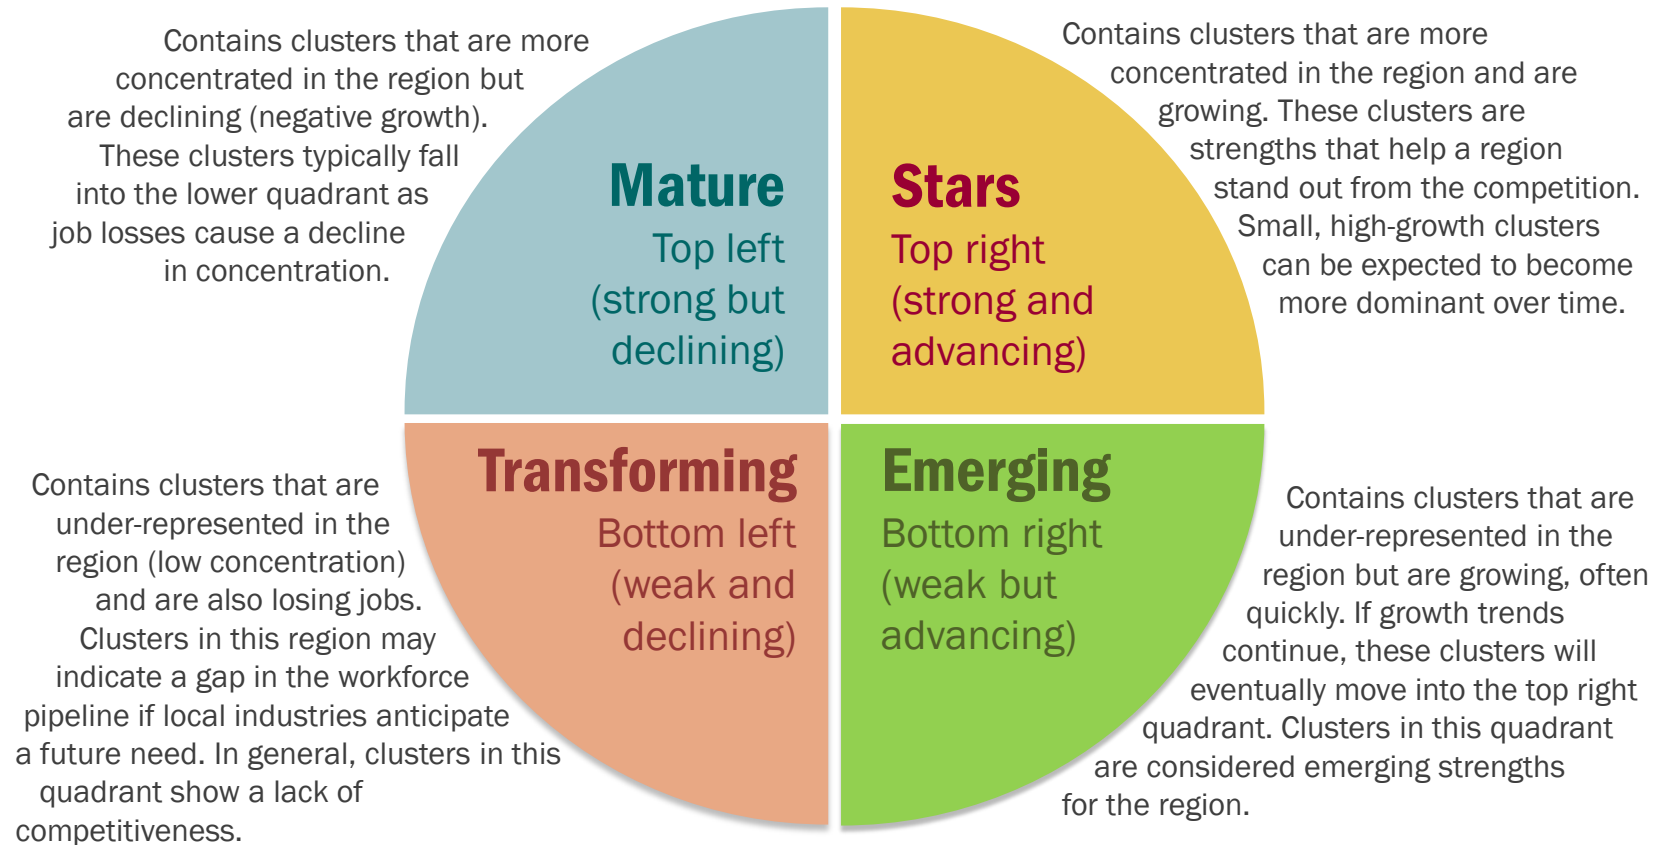 Contains clusters that are more
concentrated in the region but
are declining (negative growth).
These clusters typically fall
into the lower quadrant as
job losses cause a decline
in concentration.
Mature
Top left
(strong but
declining)
Stars
Top right
(strong and
advancing)
Contains clusters that are more
concentrated in the region and are
growing. These clusters are
strengths that help a region
stand out from the competition.
Small, high-growth clusters
can be expected to become
more dominant over time.
Contains clusters that are
under-represented in the
region (low concentration)
and are also losing jobs.
Clusters in this region may
indicate a gap in the workforce
pipeline if local industries anticipate
a future need. In general, clusters in this
quadrant show a lack of
competitiveness.
Transforming
Bottom left
(weak and
declining)
Emerging
Bottom right
(weak but
advancing)
Contains clusters that are
under-represented in the
region but are growing, often
quickly. If growth trends
continue, these clusters will
eventually move into the top right
quadrant. Clusters in this quadrant
are considered emerging strengths
for the region.